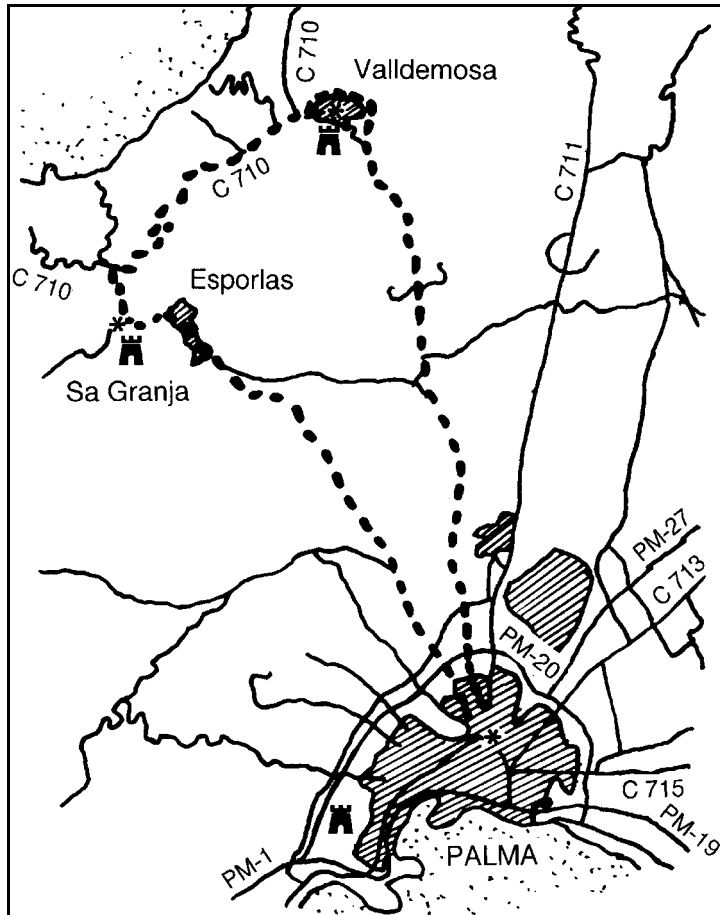 C 710
Valldemosa
C 711
C 710
C 710
Esporlas
Sa Granja
PM-27
C 713
PM-20
C 715
PM-19
PALMA
PM-1